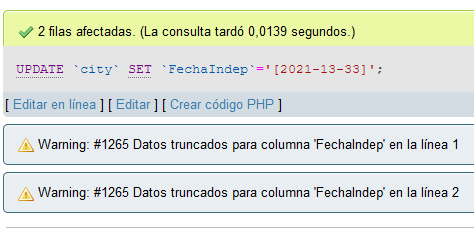 2 filas afectadas. (La consulta tardó 0,0139 segundos.)
UPDATE `city` SET `FechaIndep`='[2021-13-33]';
[ Editar en línea ] [ Editar ] [ Crear código PHP ]
Warning: #1265 Datos truncados para columna 'FechaIndep' en la línea 1
Warning: #1265 Datos truncados para columna 'FechaIndep' en la línea 2